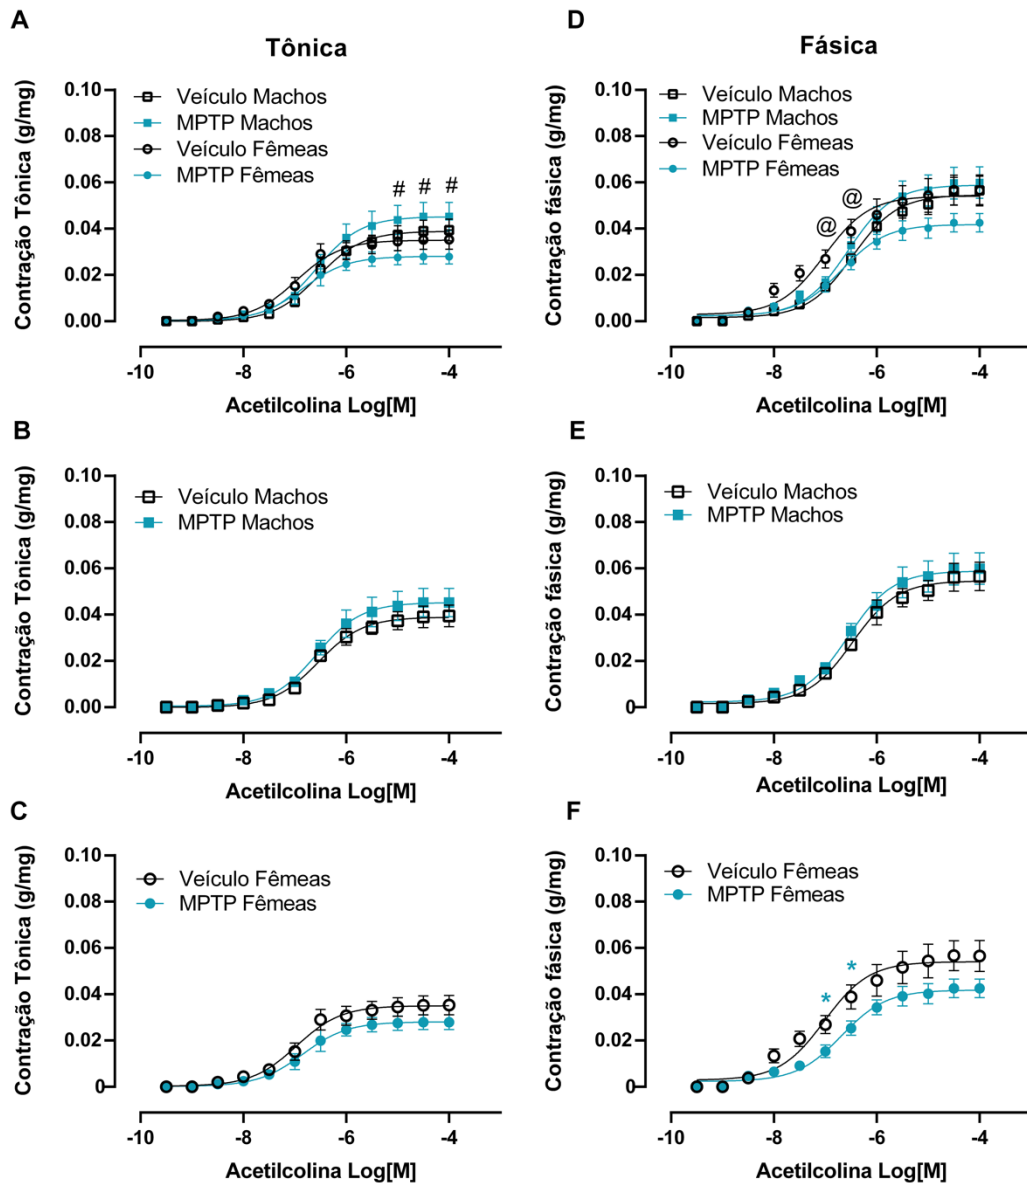 A
Tônica
Contração Tônica (g/mg)
0.10
0.08
0.06
0.04
0.02
0.00
Veículo Machos
MPTP Machos
Veículo Fêmeas
MPTP Fêmeas
# # #
-10 -8 -6 -4
Acetilcolina Log[M]
D
Fásica
Contração fásica (g/mg)
0.10
0.08
0.06
0.04
0.02
0.00
Veículo Machos
MPTP Machos
Veículo Fêmeas
MPTP Fêmeas
@ @
-10 -8 -6 -4
Acetilcolina Log[M]
B
Contração Tônica (g/mg)
0.10
0.08
0.06
0.04
0.02
0.00
Veículo Machos
MPTP Machos
-10 -8 -6 -4
Acetilcolina Log[M]
E
Contração fásica (g/mg)
0.10
0.08
0.06
0.04
0.02
0
Veículo Machos
MPTP Machos
-10 -8 -6 -4
Acetilcolina Log[M]
C
Contração Tônica (g/mg)
0.10
0.08
0.06
0.04
0.02
0
Veículo Fêmeas
MPTP Fêmeas
-10 -8 -6 -4
Acetilcolina Log[M]
F
Contração fásica (g/mg)
0.10
0.08
0.06
0.04
0.02
0
Veículo Fêmeas
MPTP Fêmeas
* *
-10 -8 -6 -4
Acetilcolina Log[M]